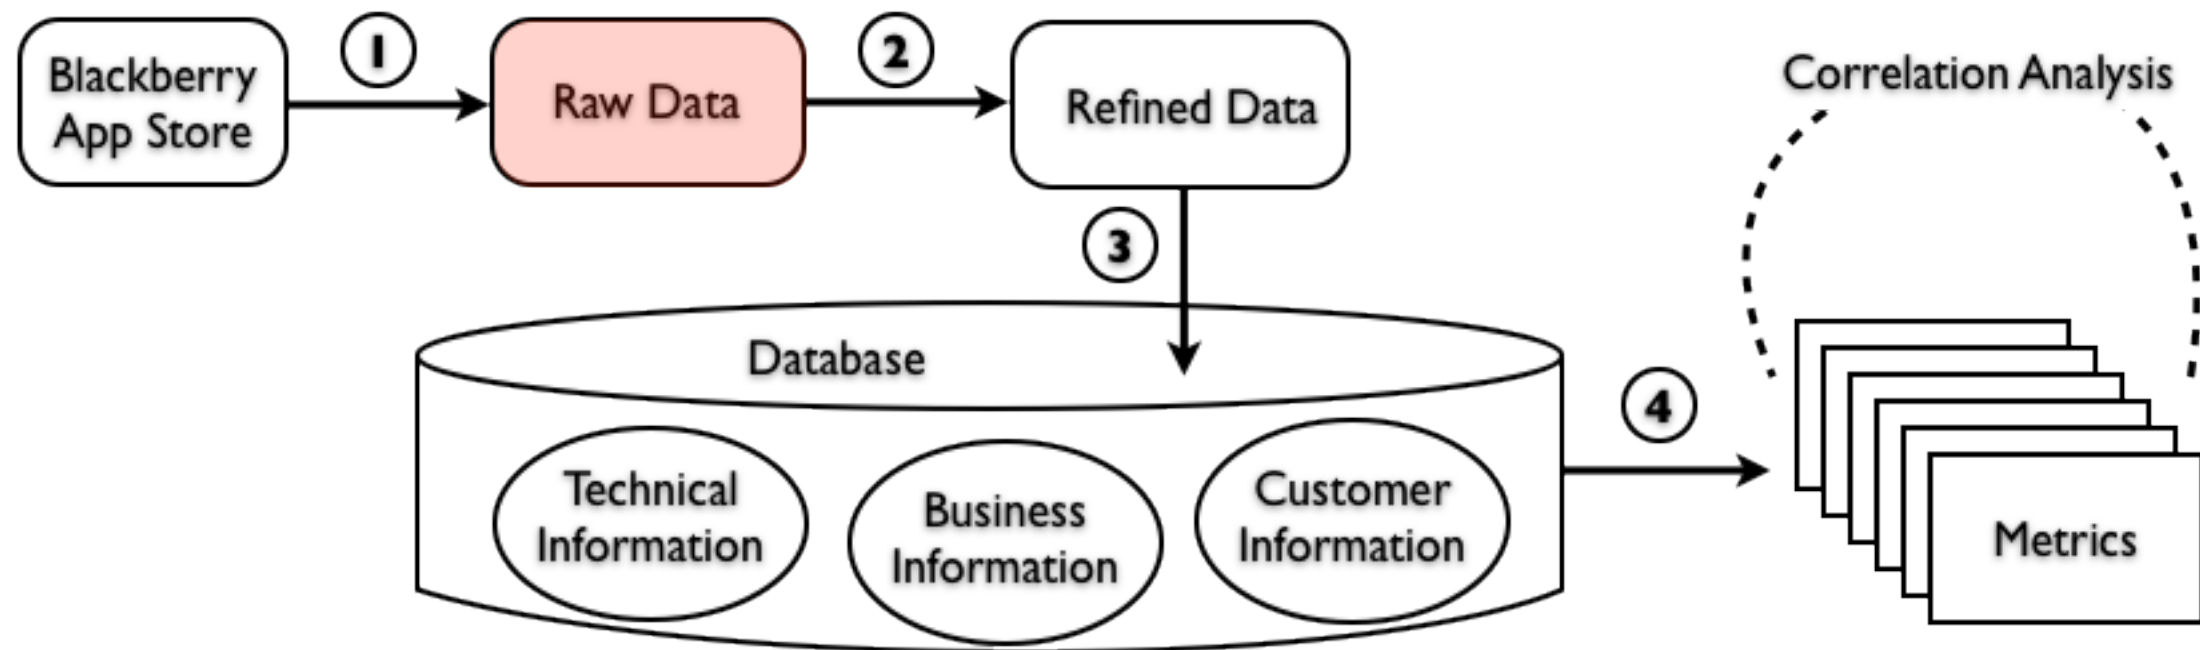 Blackberry
App Store
1
Raw Data
2
Refined Data
Correlation Analysis
3
Database
4
Technical
Information
Business
Information
Customer
Information
Metrics